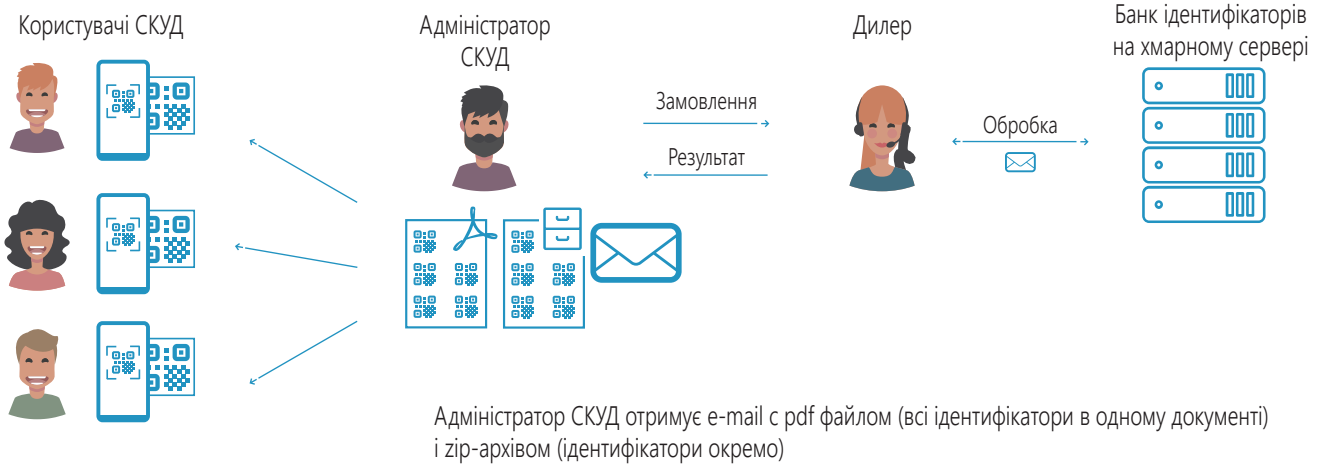 Користувачі СКУД
Адміністратор
СКУД
Дилер
Банк ідентифікаторів
на хмарному сервері
Замовлення
Результат
Обробка
Адміністратор СКУД отримує e-mail с pdf файлом (всі ідентифікатори в одному документі)
і zip-архівом (ідентифікатори окремо)